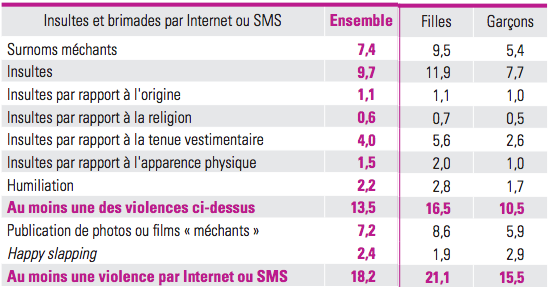 Insultes et brimades par Internet ou SMS Ensemble Filles Garçons
Surnoms méchants 7,4 9,5 5,4
Insultes 9,7 11,9 7,7
Insultes par rapport à l'origine 1,1 1,1 1,0
Insultes par rapport à la religion 0,6 0,7 0,5
Insultes par rapport à la tenue vestimentaire 4,0 5,6 2,6
Insultes par rapport à l'apparence physique 1,5 2,0 1,0
Humiliation 2,2 2,8 1,7
Au moins une des violences ci-dessus 13,5 16,5 10,5
Publication de photos ou films « méchants » 7,2 8,6 5,9
Happy slapping 2,4 1,9 2,9
Au moins une violence par Internet ou SMS 18,2 21,1 15,5